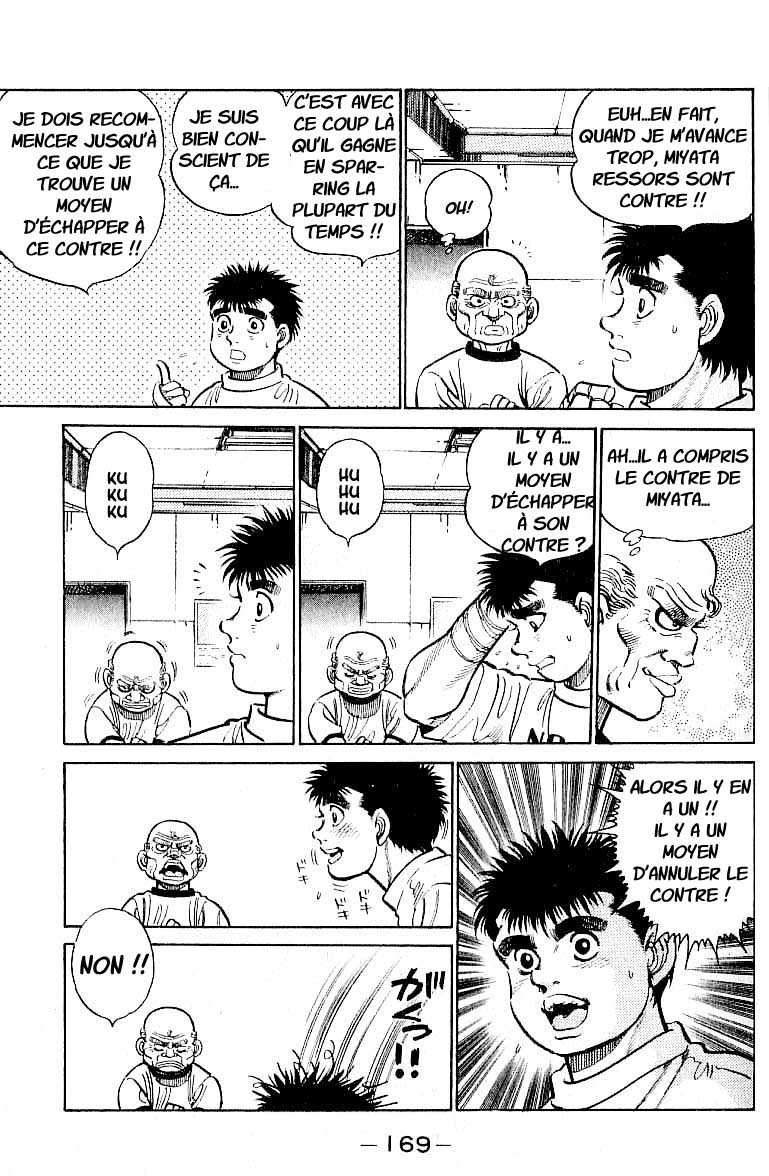 EUH...EN FAIT,
QUAND JE M'AVANCE
TROP, MIYATA
RESSORS SONT
CONTRE !!
OH!
C'EST AVEC
CE COUP LÀ
QU'IL GAGNE
EN SPAR-
RING LA
PLUPART DU
TEMPS !!
JE SUIS
BIEN CON-
SCIENT DE
ÇA...
JE DOIS RECOM-
MENCER JUSQU'À
CE QUE JE
TROUVE UN
MOYEN
D'ÉCHAPPER À
CE CONTRE !!
AH...IL A COMPRIS
LE CONTRE DE
MIYATA...
IL Y A...
IL Y A UN
MOYEN
D'ÉCHAPPER
À SON
CONTRE ?
HU
HU
HU
KU
KU
KU
ALORS IL Y EN
A UN !!
IL Y A UN
MOYEN
D'ANNULER LE
CONTRE !
ドキ
ドキ
NON !!
がくっ!!
— 169 —